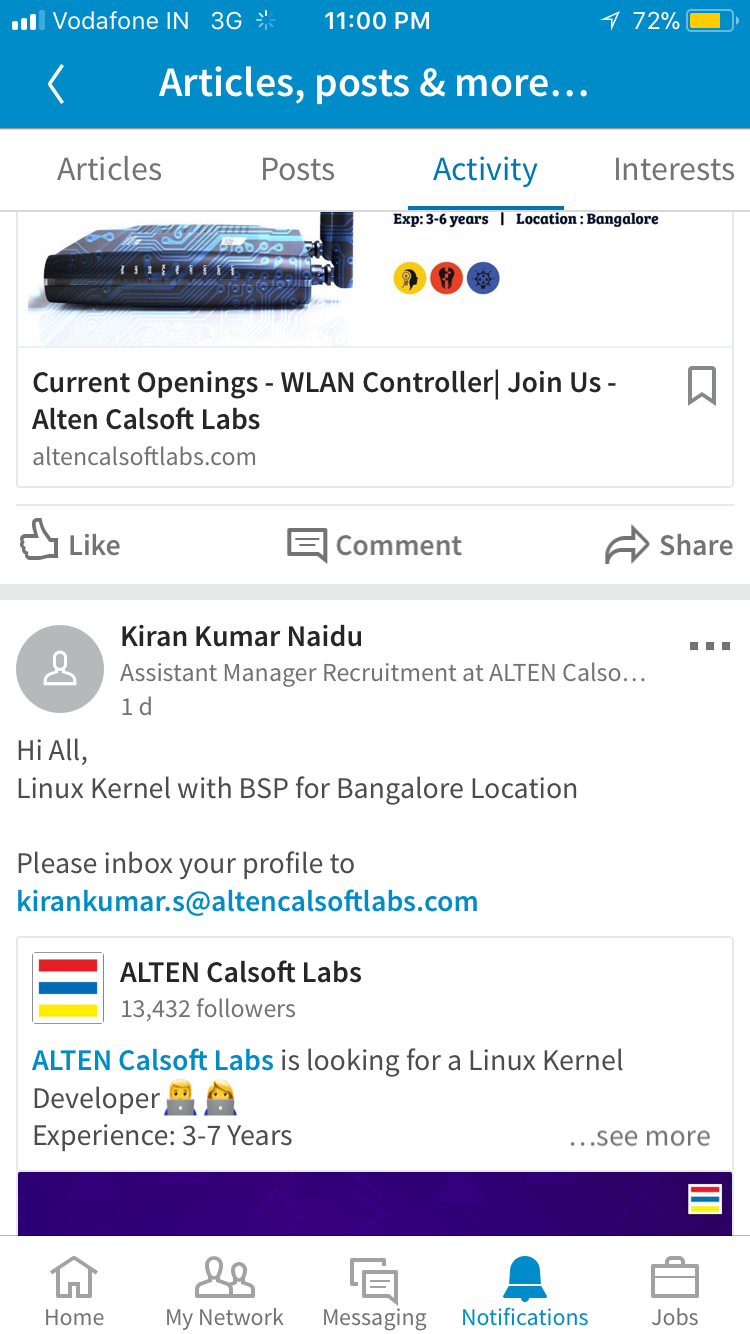 Vodafone IN 3G 11:00 PM 72%
Articles, posts & more...
Articles Posts Activity Interests
Exp: 3-6 years | Location : Bangalore
Current Openings - WLAN Controller| Join Us -
Alten Calsoft Labs
altencalsoftlabs.com
Like Comment Share
Kiran Kumar Naidu
Assistant Manager Recruitment at ALTEN Calso...
1 d
Hi All,
Linux Kernel with BSP for Bangalore Location
Please inbox your profile to
kirankumar.s@altencalsoftlabs.com
ALTEN Calsoft Labs
13,432 followers
ALTEN Calsoft Labs is looking for a Linux Kernel
Developer👨‍💻👩‍💻
Experience: 3-7 Years ...see more
Home My Network Messaging Notifications Jobs